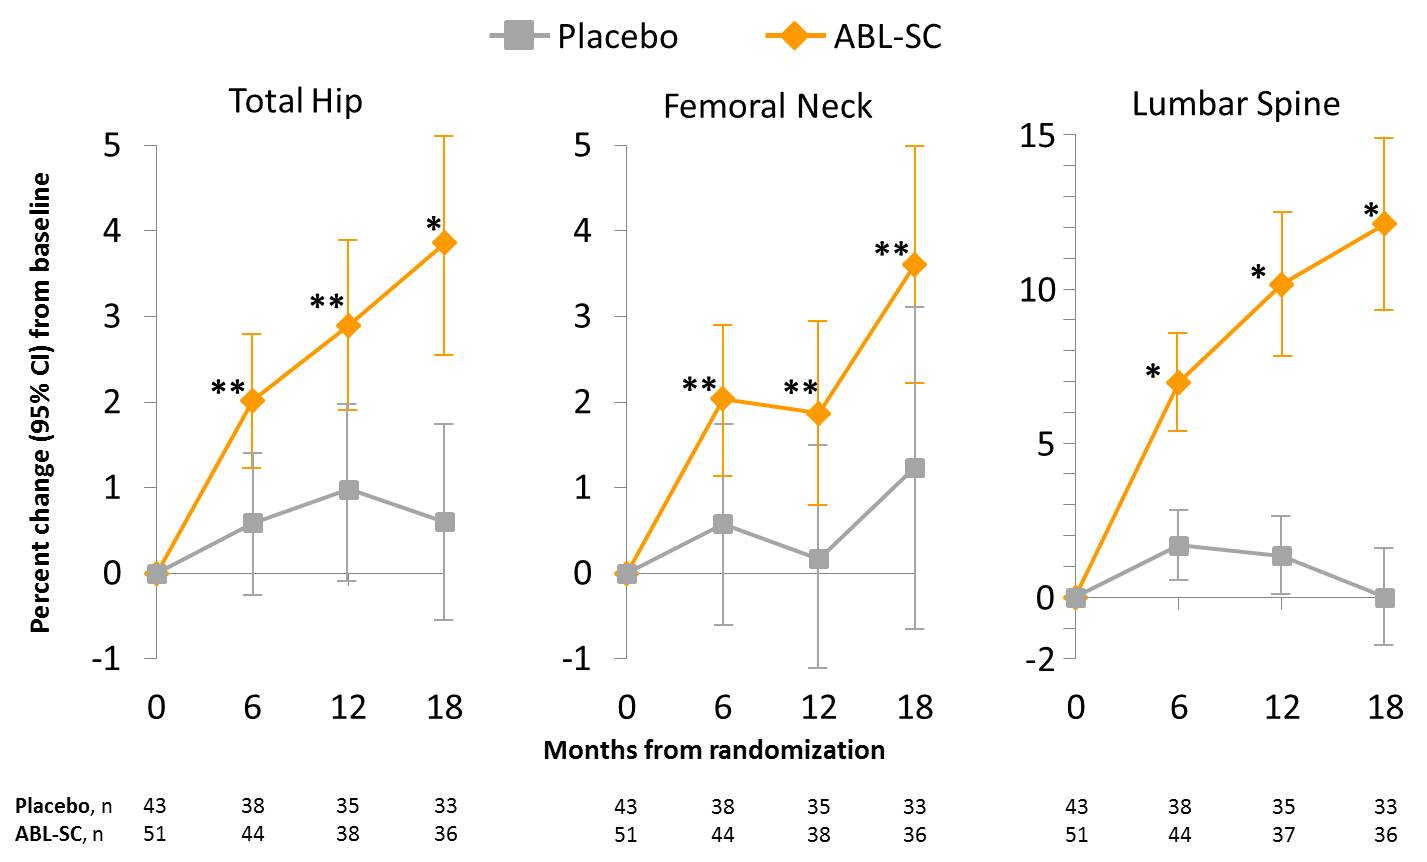 Placebo ABL-SC
Total Hip
Femoral Neck
Lumbar Spine
Percent change (95% CI) from baseline
5
4
3
2
1
0
-1
** ** *
0 6 12 18
5
4
3
2
1
0
-1
** ** **
0 6 12 18
15
10
5
0
-2
* * *
0 6 12 18
Months from randomization
Placebo, n 43 38 35 33 43 38 35 33 43 38 35 33
ABL-SC, n 51 44 38 36 51 44 38 36 51 44 37 36